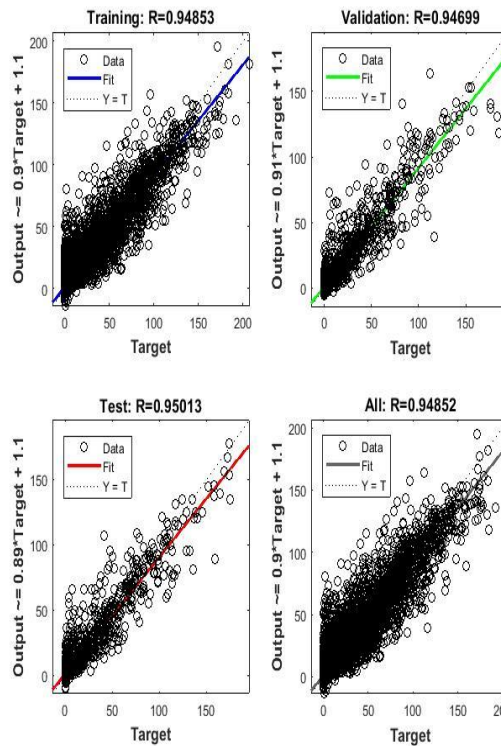 Training: R=0.94853
Output ~= 0.9*Target + 1.1
200
150
100
50
0
Data
Fit
Y = T
0 50 100 150 200
Target
Validation: R=0.94699
Output ~= 0.91*Target + 1.1
200
150
100
50
0
Data
Fit
Y = T
0 50 100 150
Target
Test: R=0.95013
Output ~= 0.89*Target + 1.1
150
100
50
0
Data
Fit
Y = T
0 50 100 150
Target
All: R=0.94852
Output ~= 0.9*Target + 1.1
200
150
100
50
0
Data
Fit
Y = T
0 50 100 150 200
Target